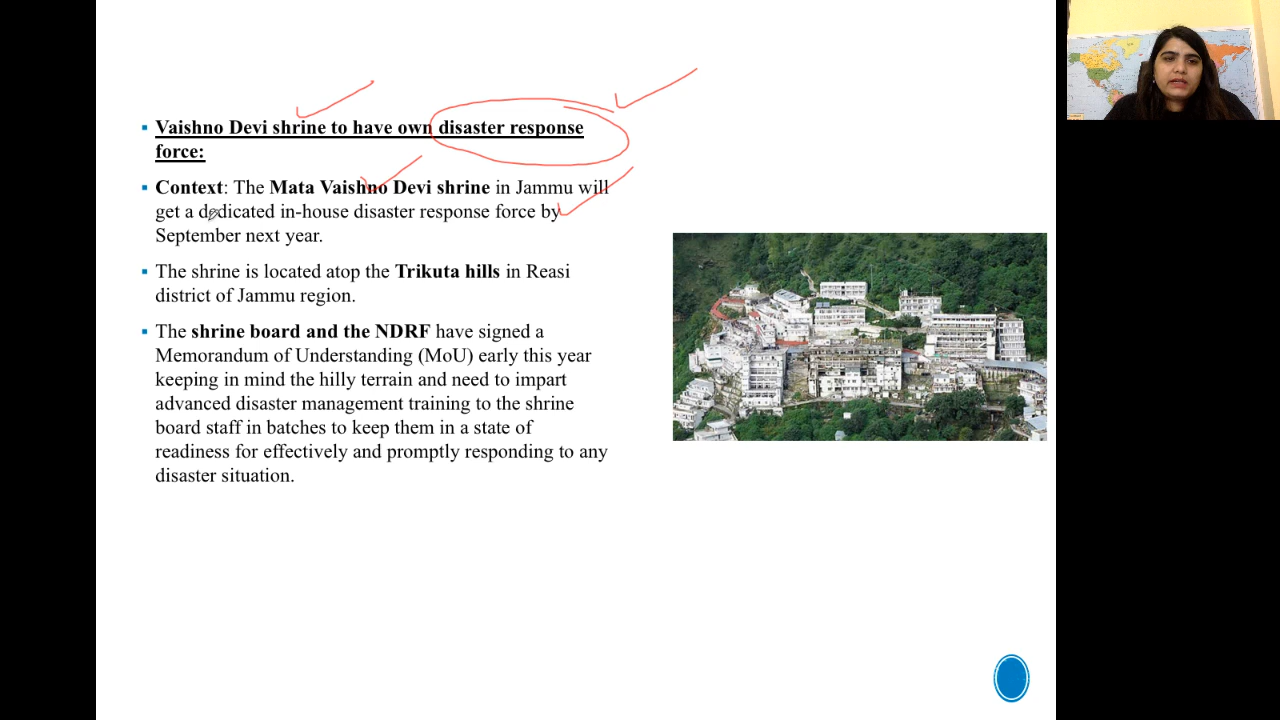 Vaishno Devi shrine to have own disaster response
force:
Context: The Mata Vaishno Devi shrine in Jammu will
get a dedicated in-house disaster response force by
September next year.
The shrine is located atop the Trikuta hills in Reasi
district of Jammu region.
The shrine board and the NDRF have signed a
Memorandum of Understanding (MoU) early this year
keeping in mind the hilly terrain and need to impart
advanced disaster management training to the shrine
board staff in batches to keep them in a state of
readiness for effectively and promptly responding to any
disaster situation.